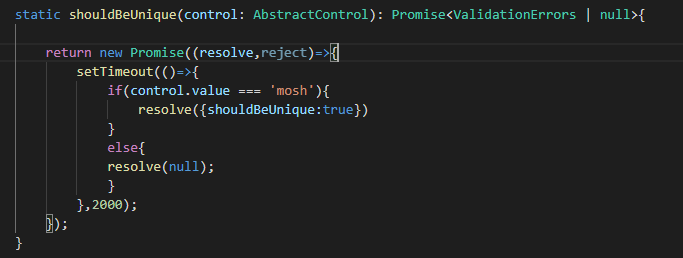 static shouldBeUnique(control: AbstractControl): Promise<ValidationErrors | null>{
return new Promise((resolve,reject)=>{
setTimeout(()=>{
if(control.value === 'mosh'){
resolve({shouldBeUnique:true})
}
else{
resolve(null);
}
},2000);
});
}